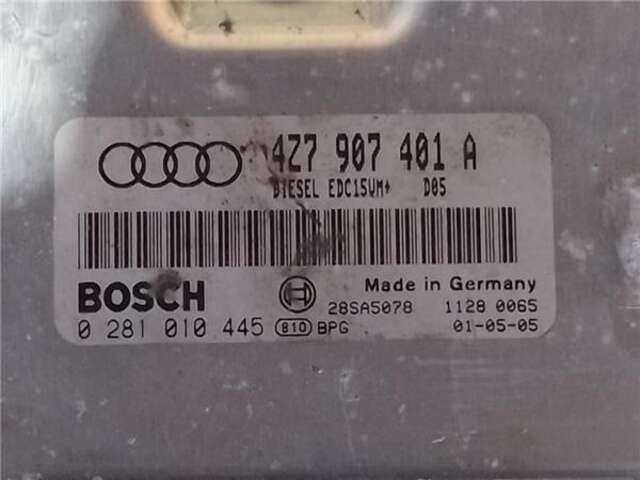 4Z7 907 401 A
DIESEL EDC15VM+ D05
BOSCH
Made in Germany
28SA5078 1128 0065
0 281 010 445 810 BPG 01-05-05